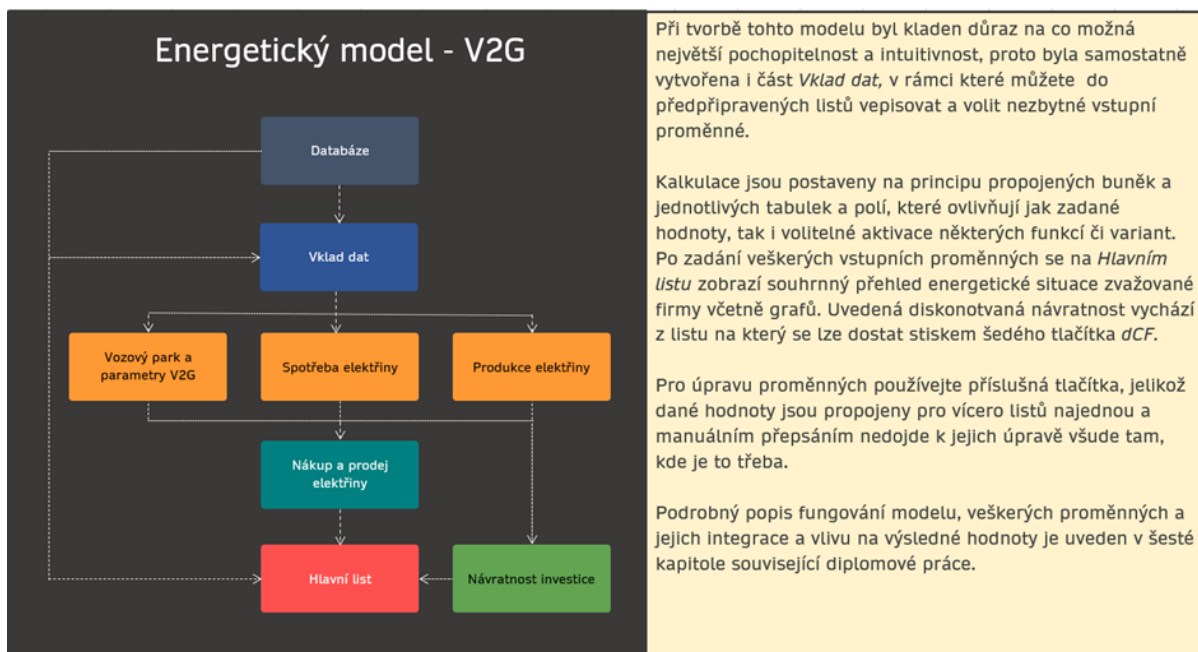 Energetický model - V2G
Databáze
Vklad dat
Vozový park a
parametry V2G
Spotřeba elektřiny
Produkce elektřiny
Nákup a prodej
elektřiny
Hlavní list
Návratnost investice
Při tvorbě tohto modelu byl kladen důraz na co možná
největší pochopitelnost a intuitivnost, proto byla samostatně
vytvořena i část Vklad dat, v rámci které můžete do
předpřipravených listů vepisovat a volit nezbytné vstupní
proměnné.
Kalkulace jsou postaveny na principu propojených buněk a
jednotlivých tabulek a polí, které ovlivňují jak zadané
hodnoty, tak i volitelné aktivace některých funkcí či variant.
Po zadání veškerých vstupních proměnných se na Hlavním
listu zobrazí souhrnný přehled energetické situace zvažované
firmy včetně grafů. Uvedená diskonotvaná návratnost vychází
z listu na který se lze dostat stiskem šedého tlačítka dCF.
Pro úpravu proměnných používejte příslušná tlačítka, jelikož
dané hodnoty jsou propojeny pro vícero listů najednou a
manuálním přepsáním nedojde k jejich úpravě všude tam,
kde je to třeba.
Podrobný popis fungování modelu, veškerých proměnných a
jejich integrace a vlivu na výsledné hodnoty je uveden v šesté
kapitole související diplomové práce.